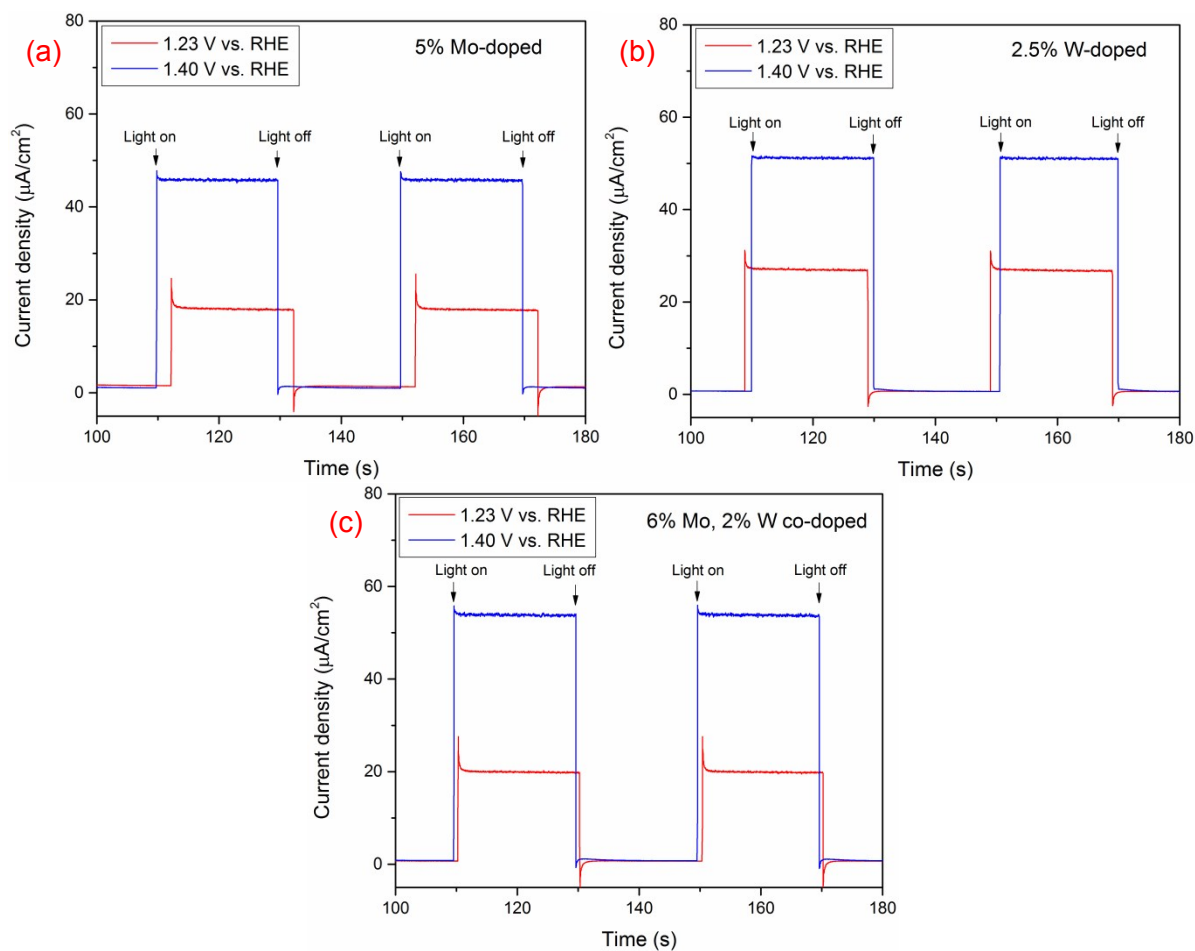 (a)
1.23 V vs. RHE
1.40 V vs. RHE
5% Mo-doped
Light on
Light off
Light on
Light off
Current density (μA/cm²)
80
60
40
20
0
100
120
140
160
180
Time (s)
(b)
1.23 V vs. RHE
1.40 V vs. RHE
2.5% W-doped
Light on
Light off
Light on
Light off
Current density (μA/cm²)
80
60
40
20
0
100
120
140
160
180
Time (s)
(c)
1.23 V vs. RHE
1.40 V vs. RHE
6% Mo, 2% W co-doped
Light on
Light off
Light on
Light off
Current density (μA/cm²)
80
60
40
20
0
100
120
140
160
180
Time (s)